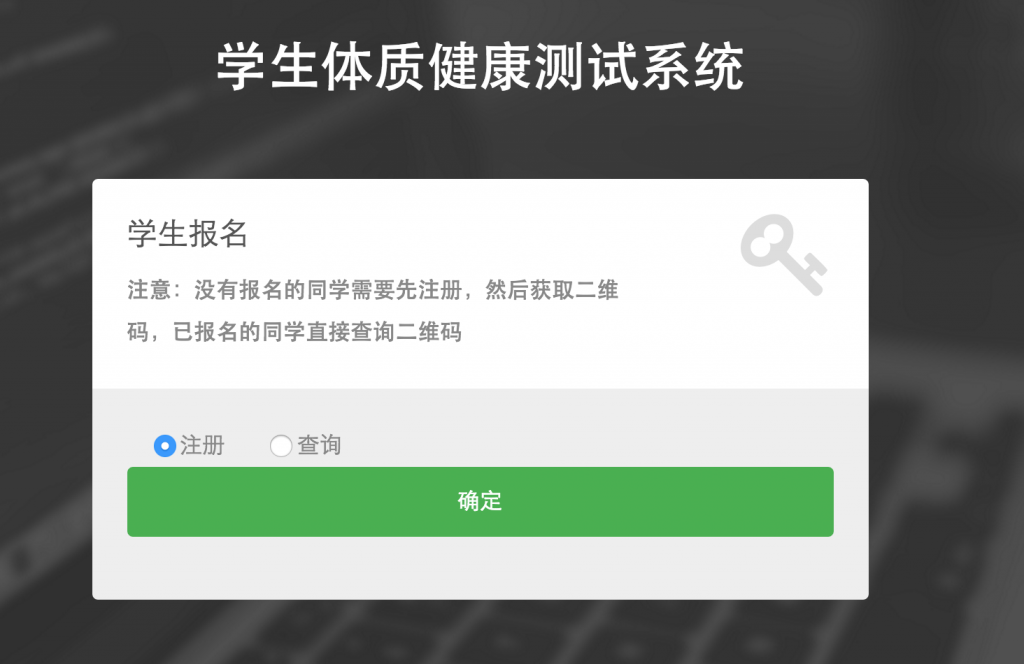 学生体质健康测试系统
学生报名
注意：没有报名的同学需要先注册，然后获取二维
码，已报名的同学直接查询二维码
注册 查询
确定